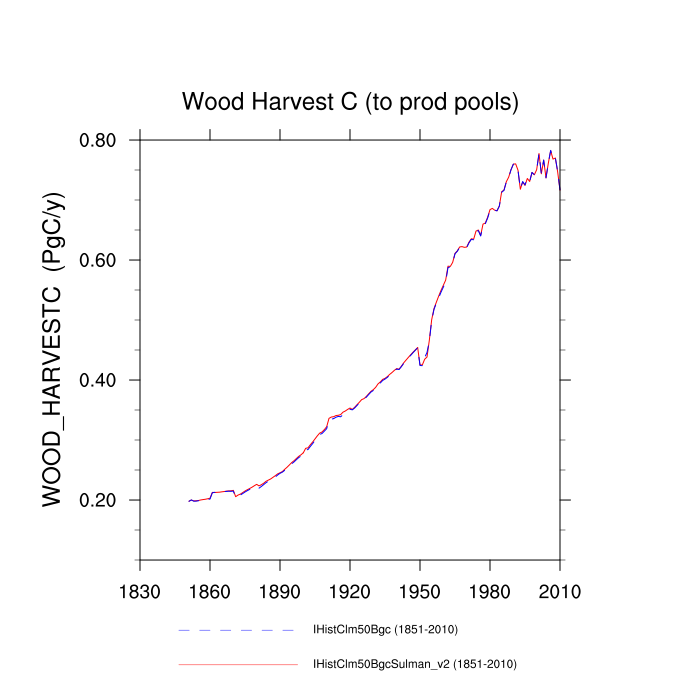 Wood Harvest C (to prod pools)
WOOD_HARVESTC (PgC/y)
0.80
0.60
0.40
0.20
1830 1860 1890 1920 1950 1980 2010
IHistClm50Bgc (1851-2010)
IHistClm50BgcSulman_v2 (1851-2010)